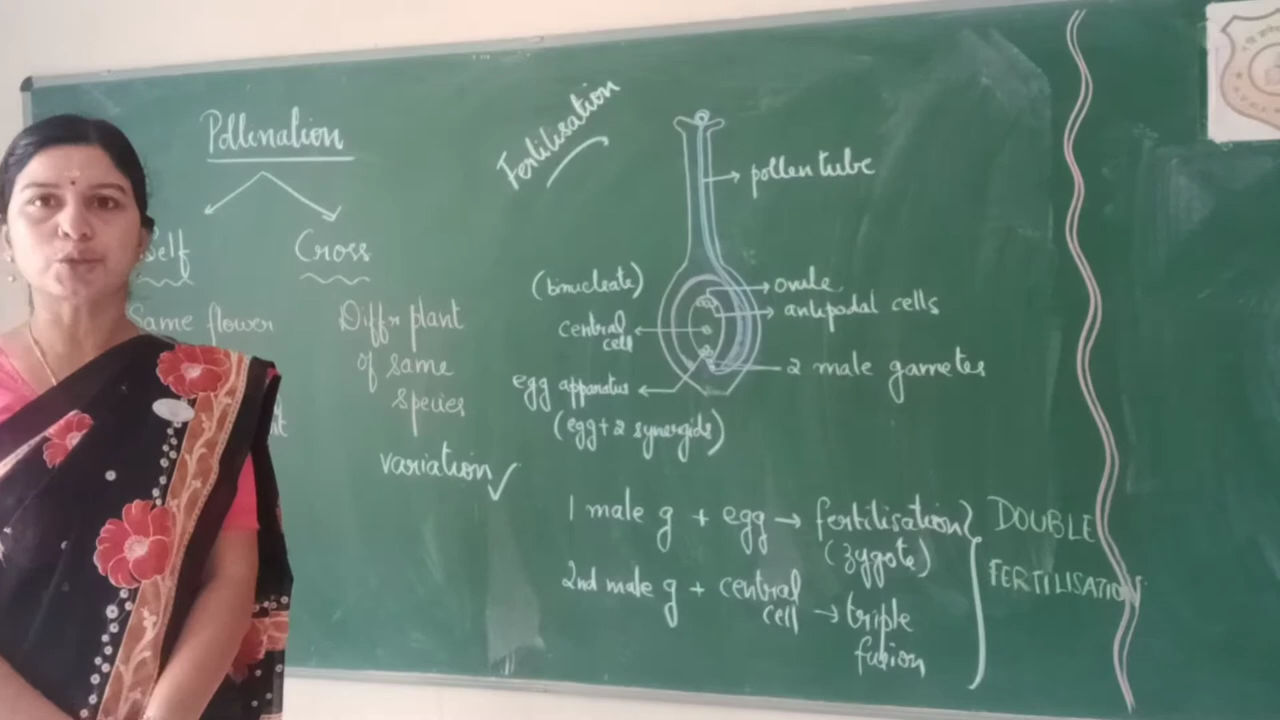 Pollenation
Self
Cross
Same flower
Diffr plant
of same
species
variation ✓
Fertilisation
pollen tube
ovule
antipodal cells
2 male gametes
(binucleate)
central
cell
egg apparatus
(egg + 2 synergids)
1 male g + egg → fertilisation
(zygote)
2nd male g + central
cell → triple
fusion
DOUBLE
FERTILISATION